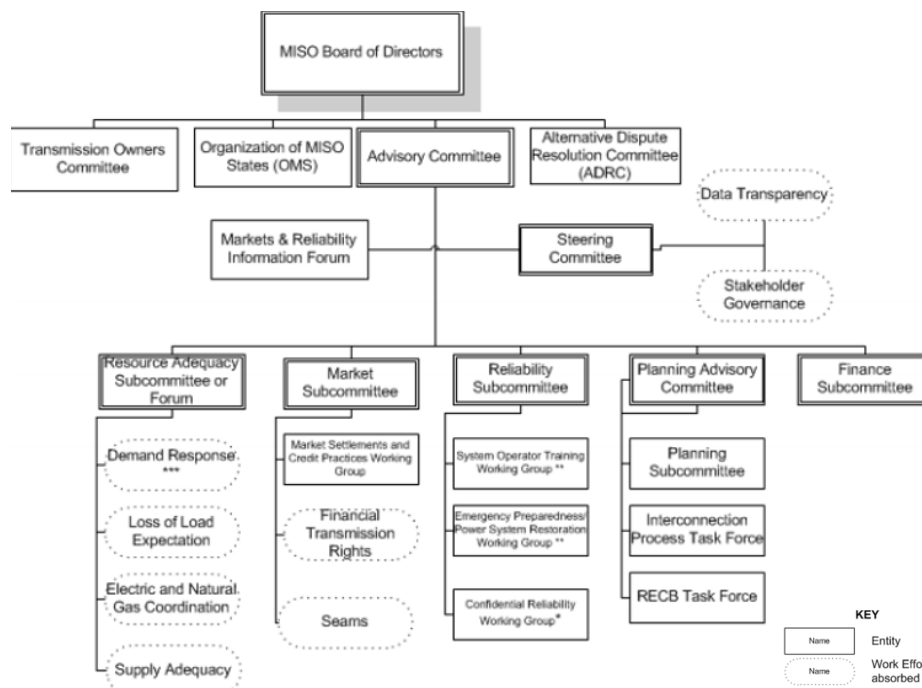 MISO Board of Directors
Transmission Owners
Committee
Organization of MISO
States (OMS)
Advisory Committee
Alternative Dispute
Resolution Committee
(ADRC)
Data Transparency
Markets & Reliability
Information Forum
Steering
Committee
Stakeholder
Governance
Resource Adequacy
Subcommittee or
Forum
Market
Subcommittee
Reliability
Subcommittee
Planning Advisory
Committee
Finance
Subcommittee
Demand Response
***
Loss of Load
Expectation
Electric and Natural
Gas Coordination
Supply Adequacy
Market Settlements and
Credit Practices Working
Group
Financial
Transmission
Rights
Seams
System Operator Training
Working Group **
Emergency Preparedness/
Power System Restoration
Working Group **
Confidential Reliability
Working Group*
Planning
Subcommittee
Interconnection
Process Task Force
RECB Task Force
KEY
Name
Entity
Name
Work Effo
absorbed